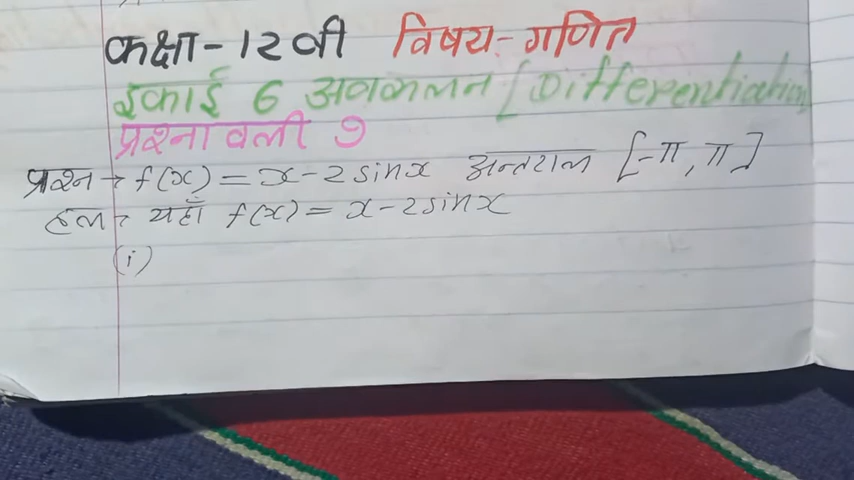 कक्षा-12वी विषय:- गणित
इकाई 6 अवकलन [Differentiation]
प्रश्नावली 9
प्रश्न→ f(x) = x-2sinx अन्तराल [-π, π]
हल→ यहाँ f(x) = x-2sinx
(i)